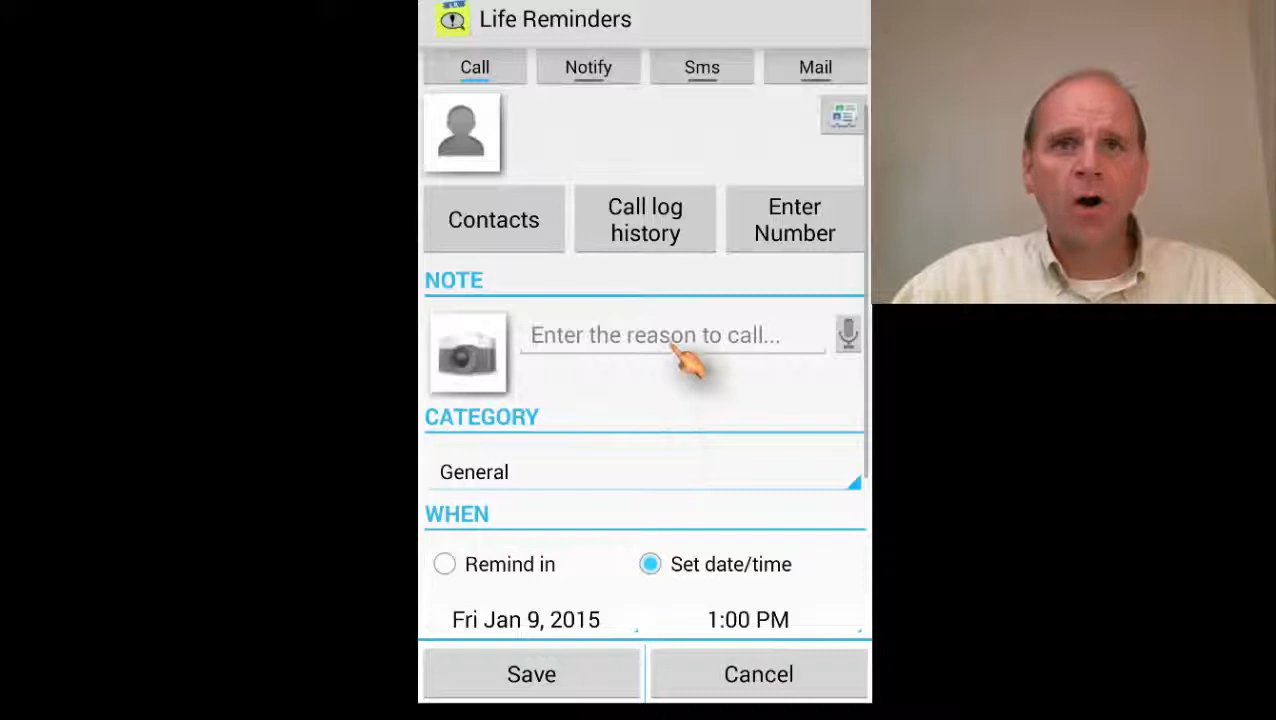 Life Reminders
Call Notify Sms Mail
Contacts Call log history Enter Number
NOTE
Enter the reason to call...
CATEGORY
General
WHEN
Remind in Set date/time
Fri Jan 9, 2015 1:00 PM
Save Cancel